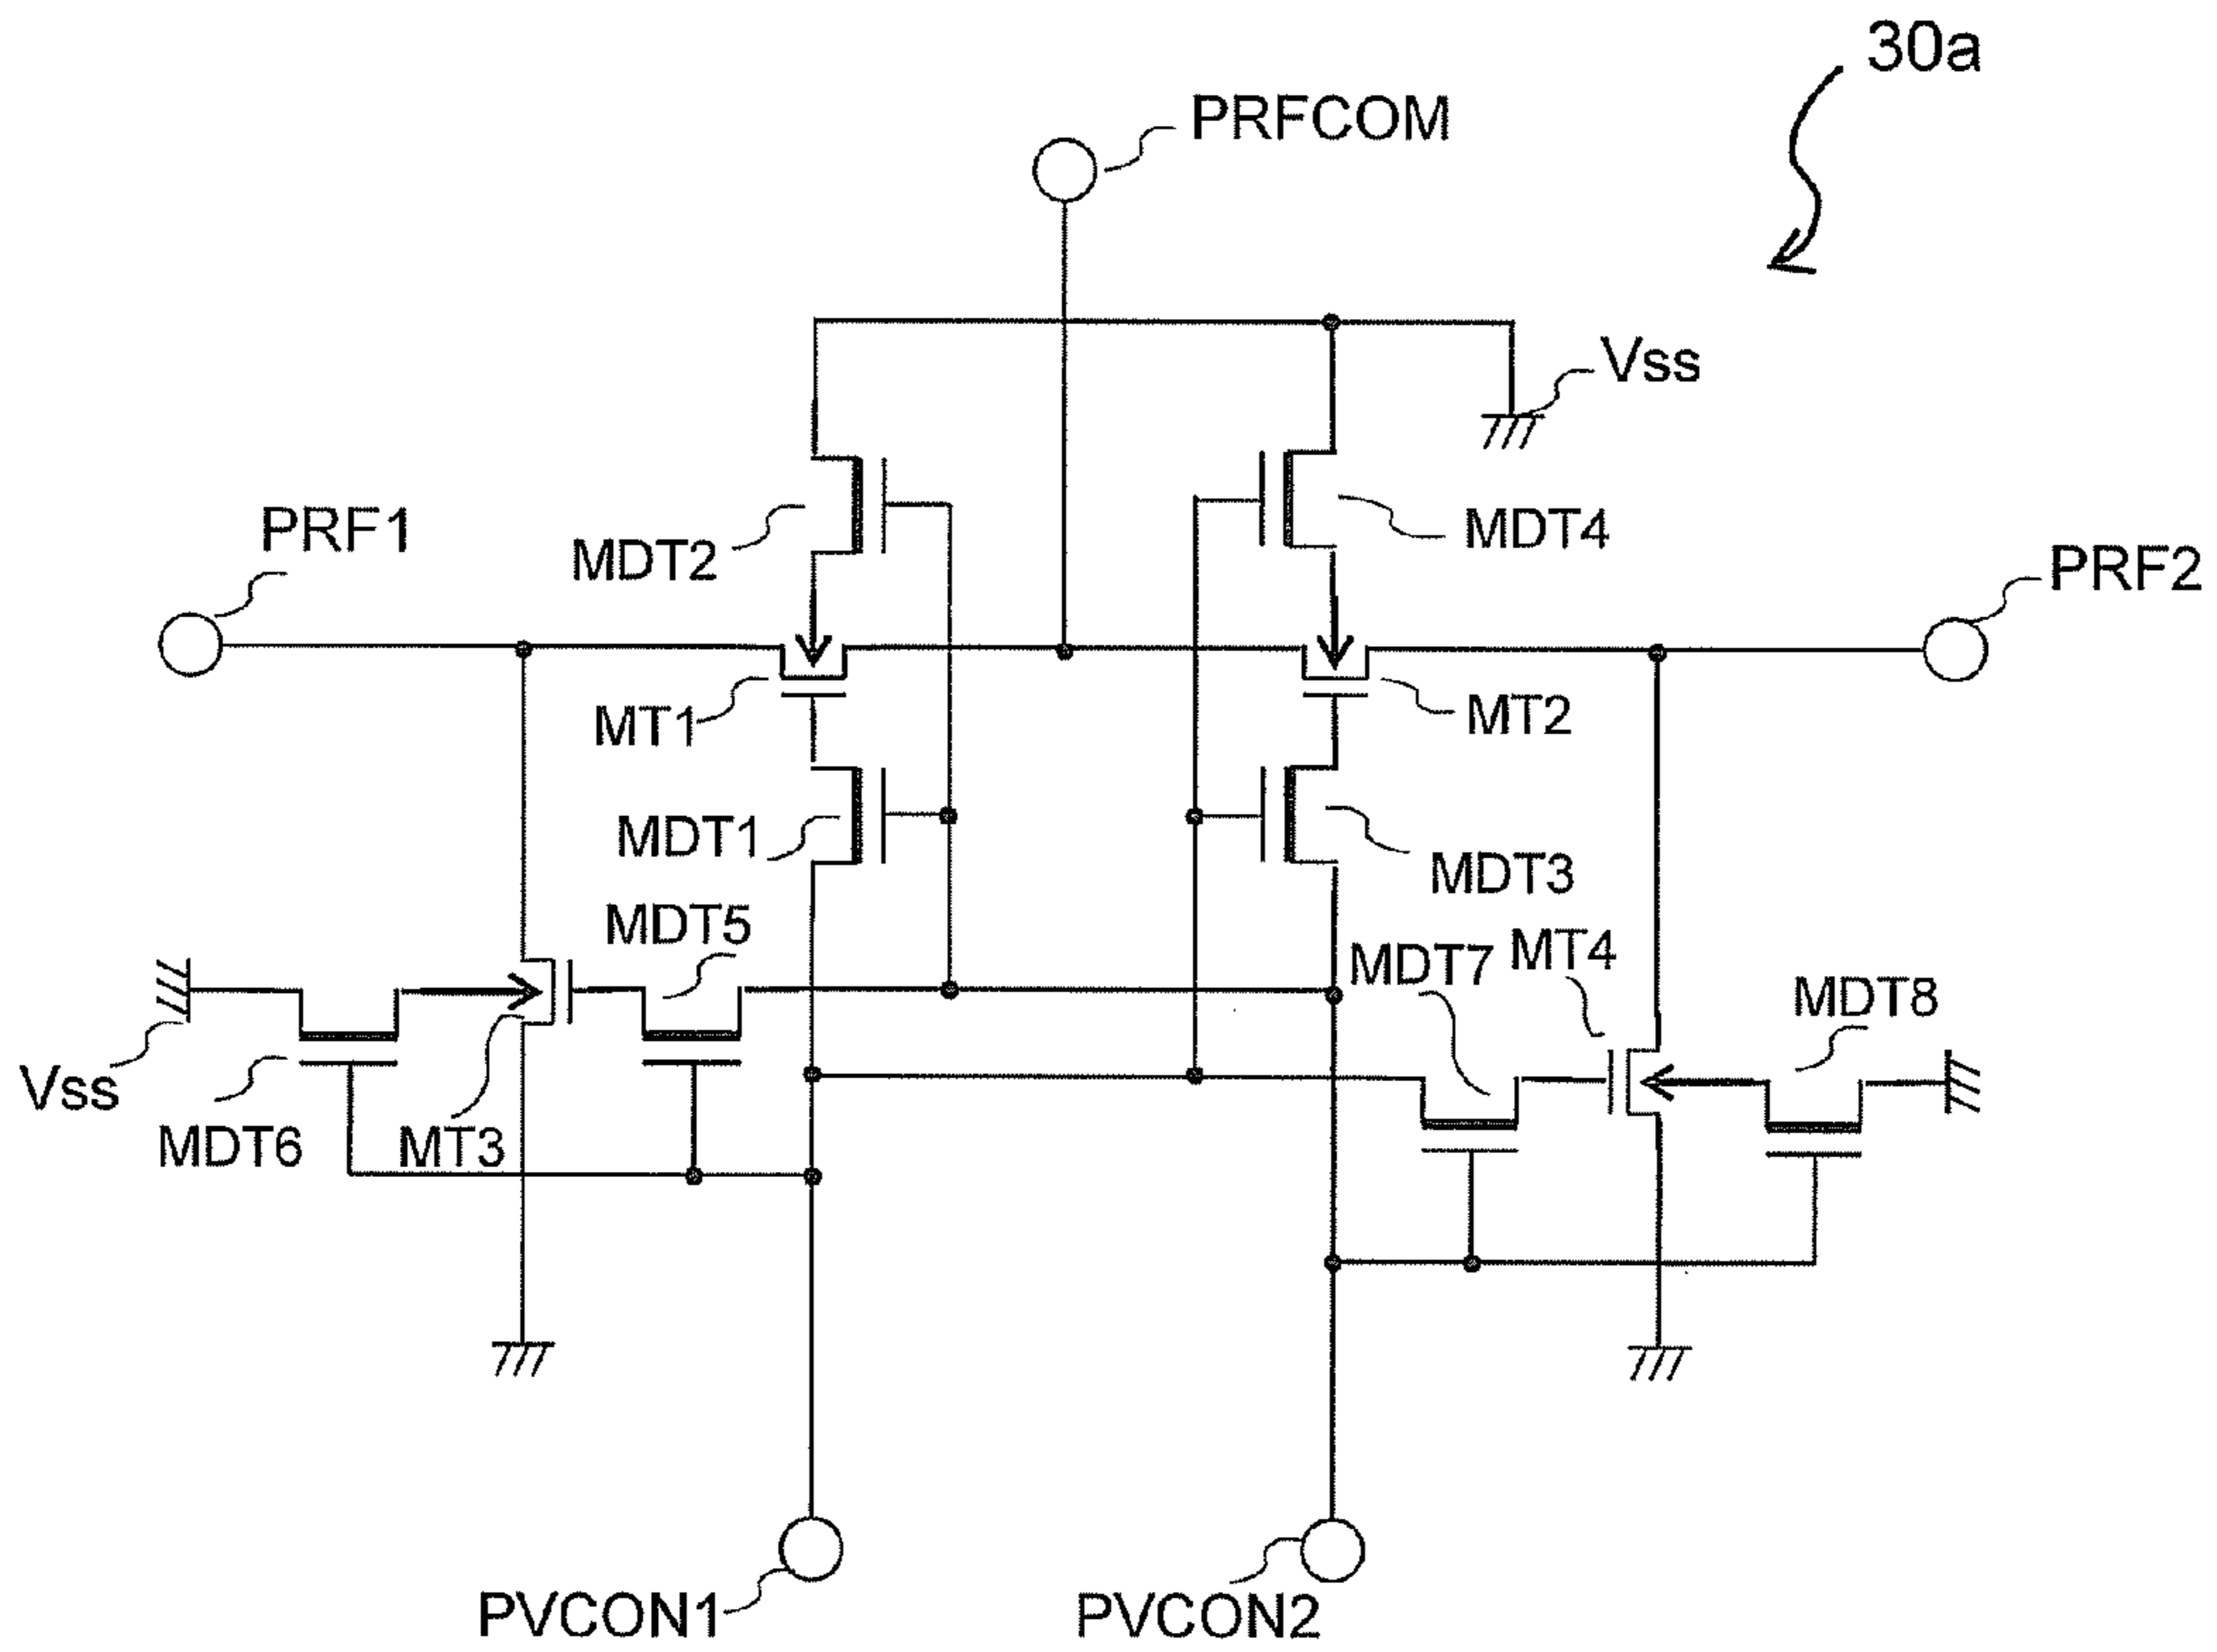 30a
PRFCOM
Vss
PRF1
MDT2
MDT4
PRF2
MT1
MT2
MDT1
MDT3
MDT5
MDT7
MT4
MDT8
Vss
MDT6
MT3
PVCON1
PVCON2